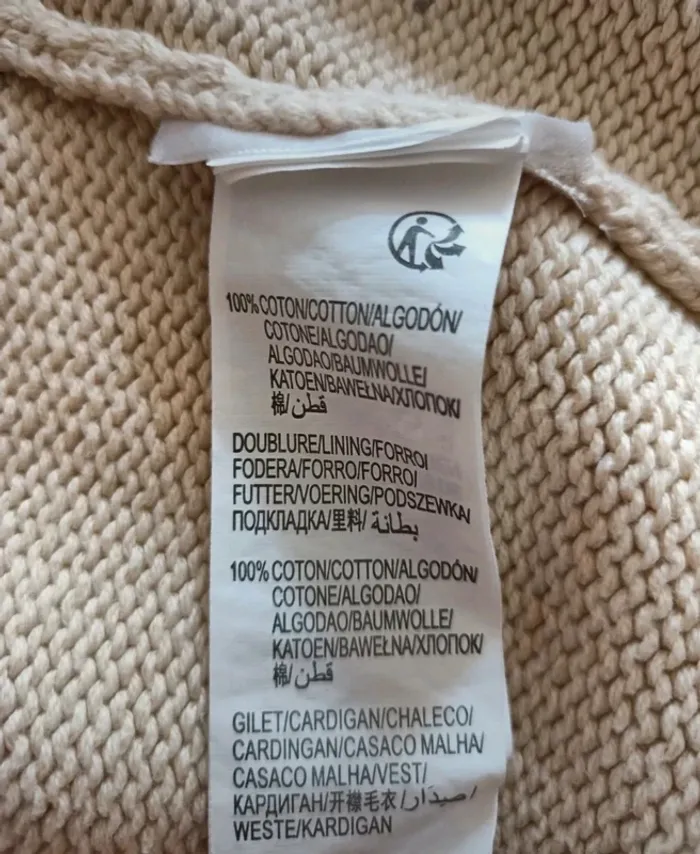 100% COTON/COTTON/ALGODÓN/
COTONE/ALGODAO/
ALGODAO/BAUMWOLLE/
KATOEN/BAWEŁNA/ХЛОПОК/
棉/قطن
DOUBLURE/LINING/FORRO/
FODERA/FORRO/FORRO/
FUTTER/VOERING/PODSZEWKA/
ПОДКЛАДКА/里料/بطانة
100% COTON/COTTON/ALGODÓN/
COTONE/ALGODAO/
ALGODAO/BAUMWOLLE/
KATOEN/BAWEŁNA/ХЛОПОК/
棉/قطن
GILET/CARDIGAN/CHALECO/
CARDINGAN/CASACO MALHA/
CASACO MALHA/VEST/
КАРДИГАН/开襟毛衣/صيدار/
WESTE/KARDIGAN